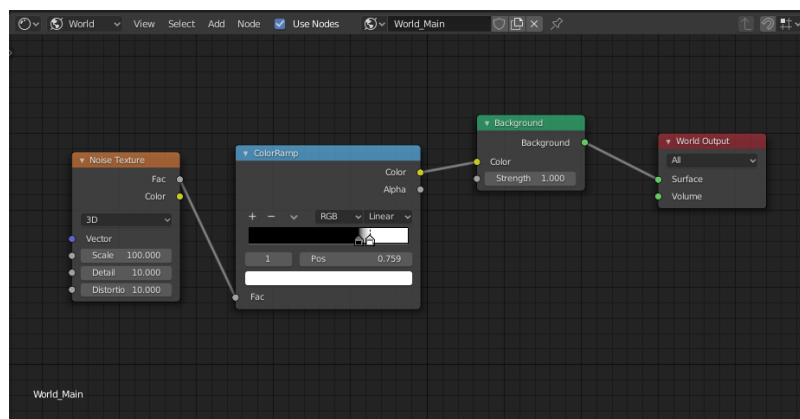 World View Select Add Node Use Nodes World_Main
Noise Texture
Fac
Color
3D
Vector
Scale 100.000
Detail 10.000
Distortio 10.000
ColorRamp
Color
Alpha
RGB Linear
1 Pos 0.759
Fac
Background
Background
Color
Strength 1.000
World Output
All
Surface
Volume
World_Main